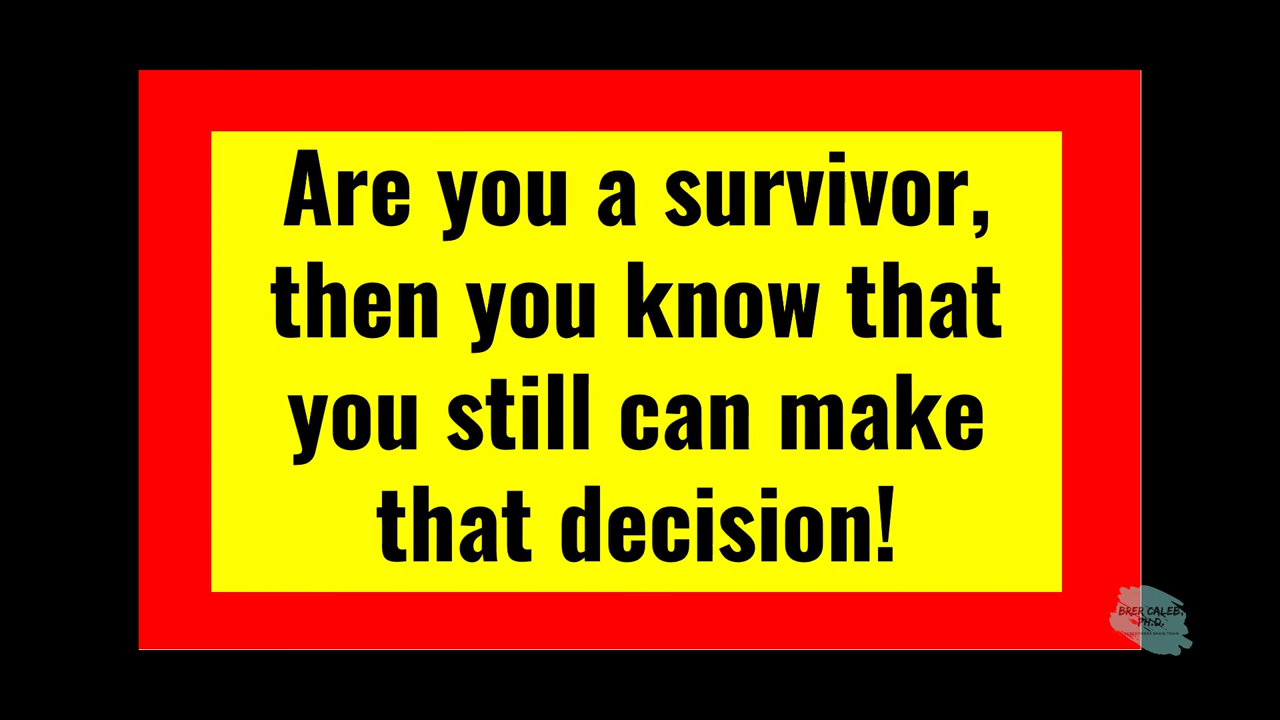 Are you a survivor,
then you know that
you still can make
that decision!
BRER CALEB,
PH.D.